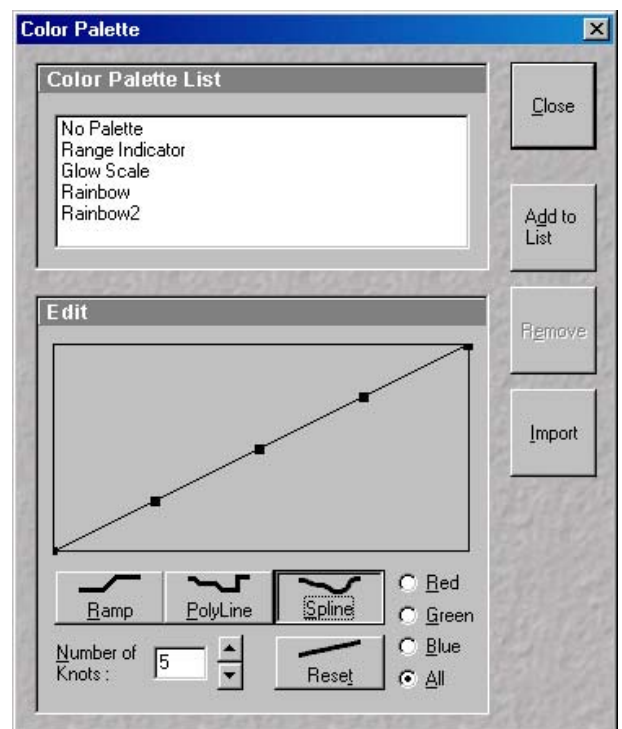 Color Palette
Color Palette List
No Palette
Range Indicator
Glow Scale
Rainbow
Rainbow2
Close
Add to
List
Remove
Import
Edit
Ramp
PolyLine
Spline
Red
Green
Blue
All
Number of
Knots :
5
Reset